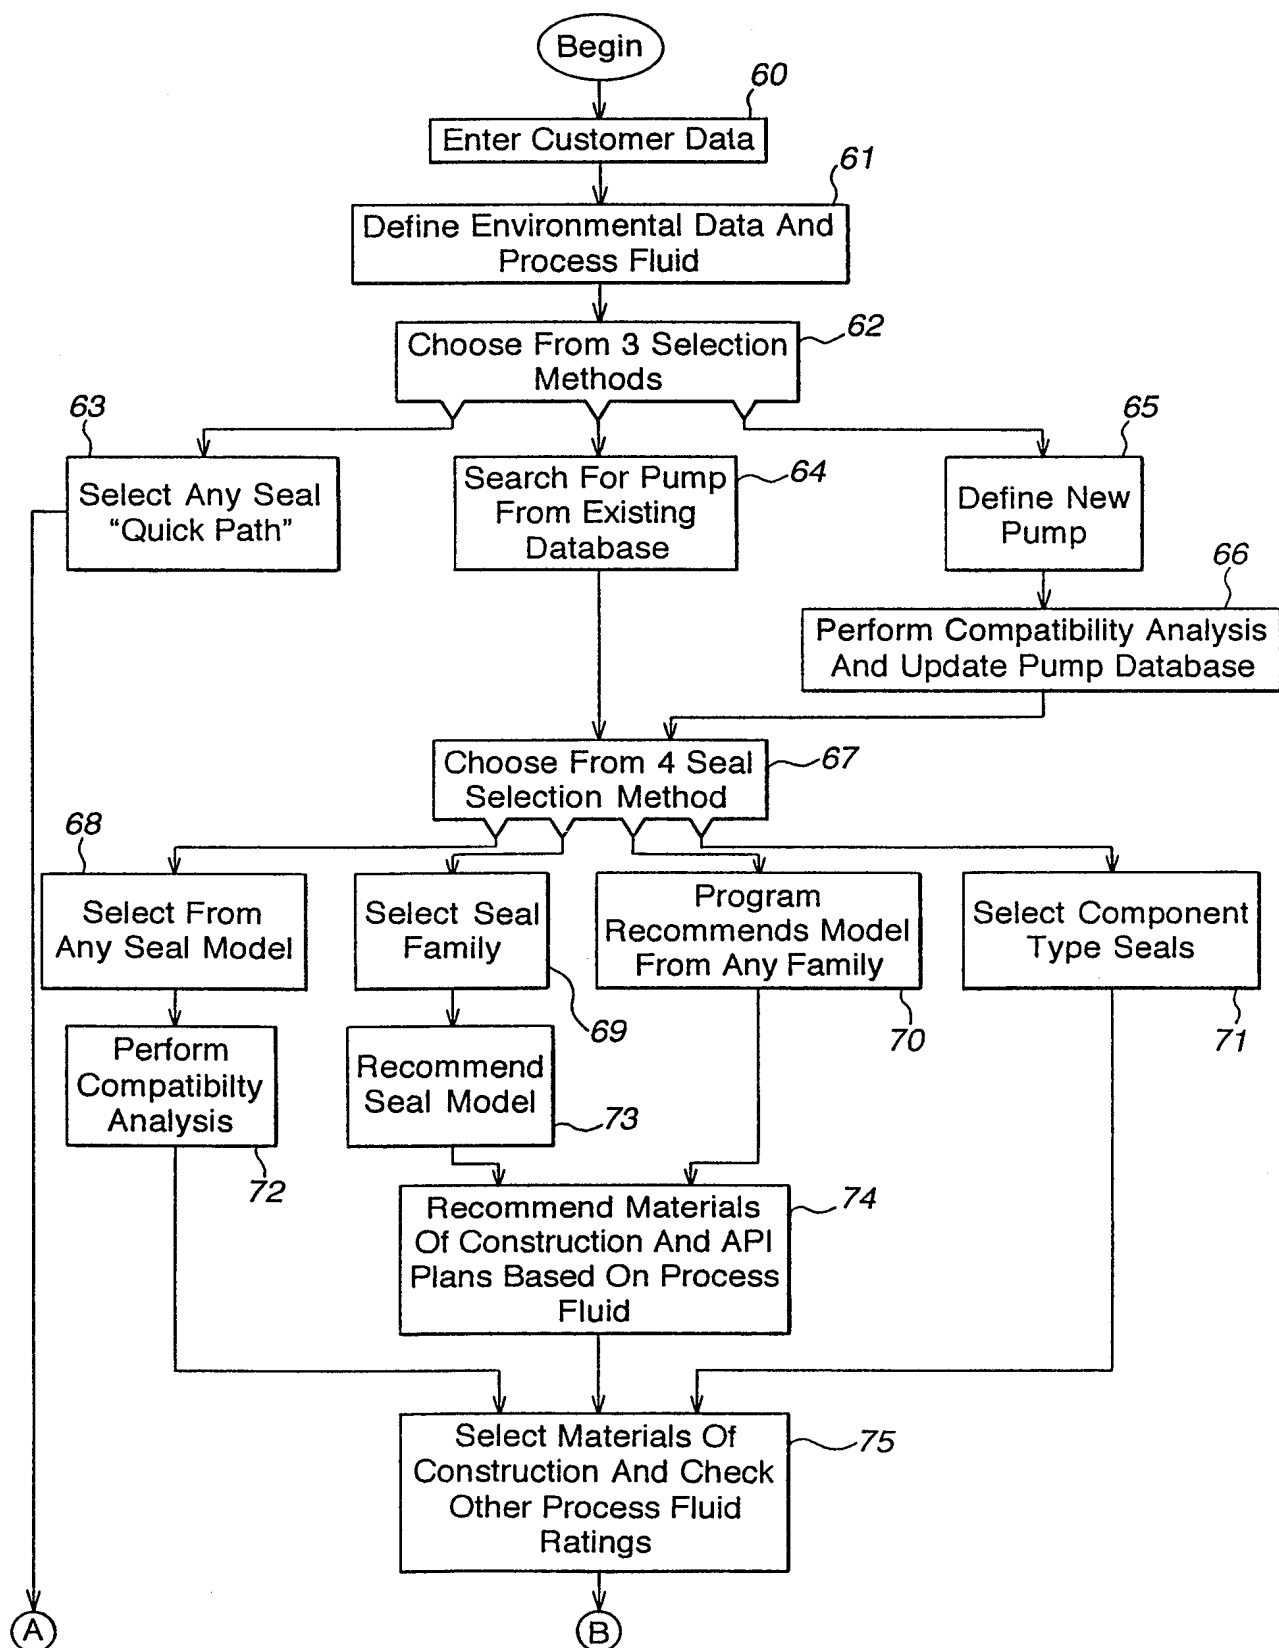 Begin
60
Enter Customer Data
61
Define Environmental Data And
Process Fluid
62
Choose From 3 Selection
Methods
63
Select Any Seal
“Quick Path”
64
Search For Pump
From Existing
Database
65
Define New
Pump
66
Perform Compatibility Analysis
And Update Pump Database
67
Choose From 4 Seal
Selection Method
68
Select From
Any Seal Model
Select Seal
Family
69
Program
Recommends Model
From Any Family
70
Select Component
Type Seals
71
Perform
Compatibilty
Analysis
72
Recommend
Seal Model
73
Recommend Materials
Of Construction And API
Plans Based On Process
Fluid
74
Select Materials Of
Construction And Check
Other Process Fluid
Ratings
75
A
B